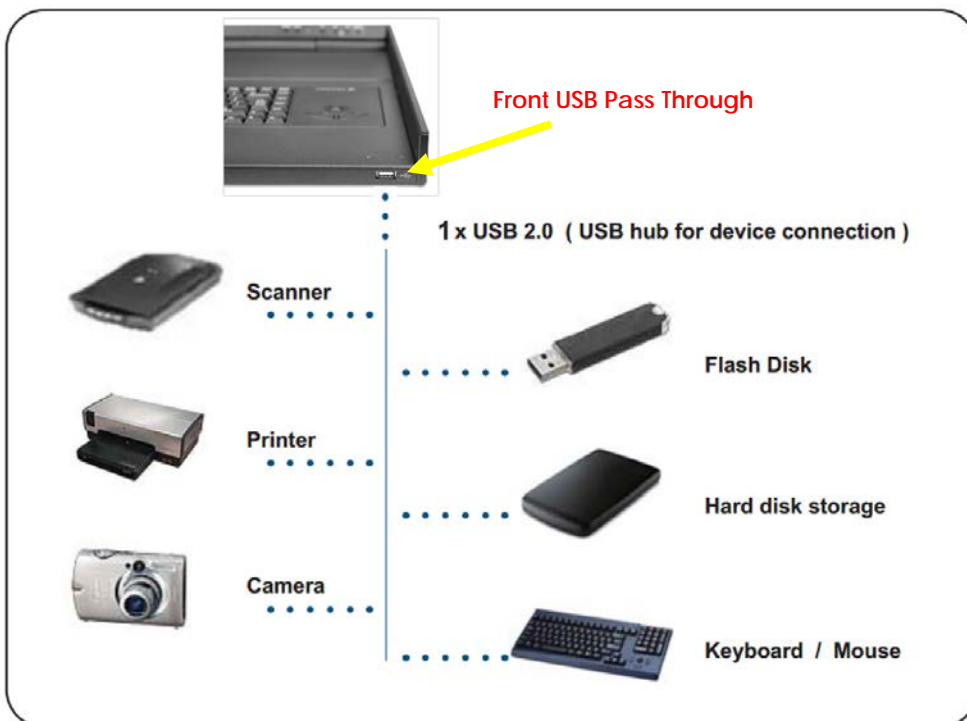 Front USB Pass Through
1 x USB 2.0 ( USB hub for device connection )
Scanner
Flash Disk
Printer
Hard disk storage
Camera
Keyboard / Mouse